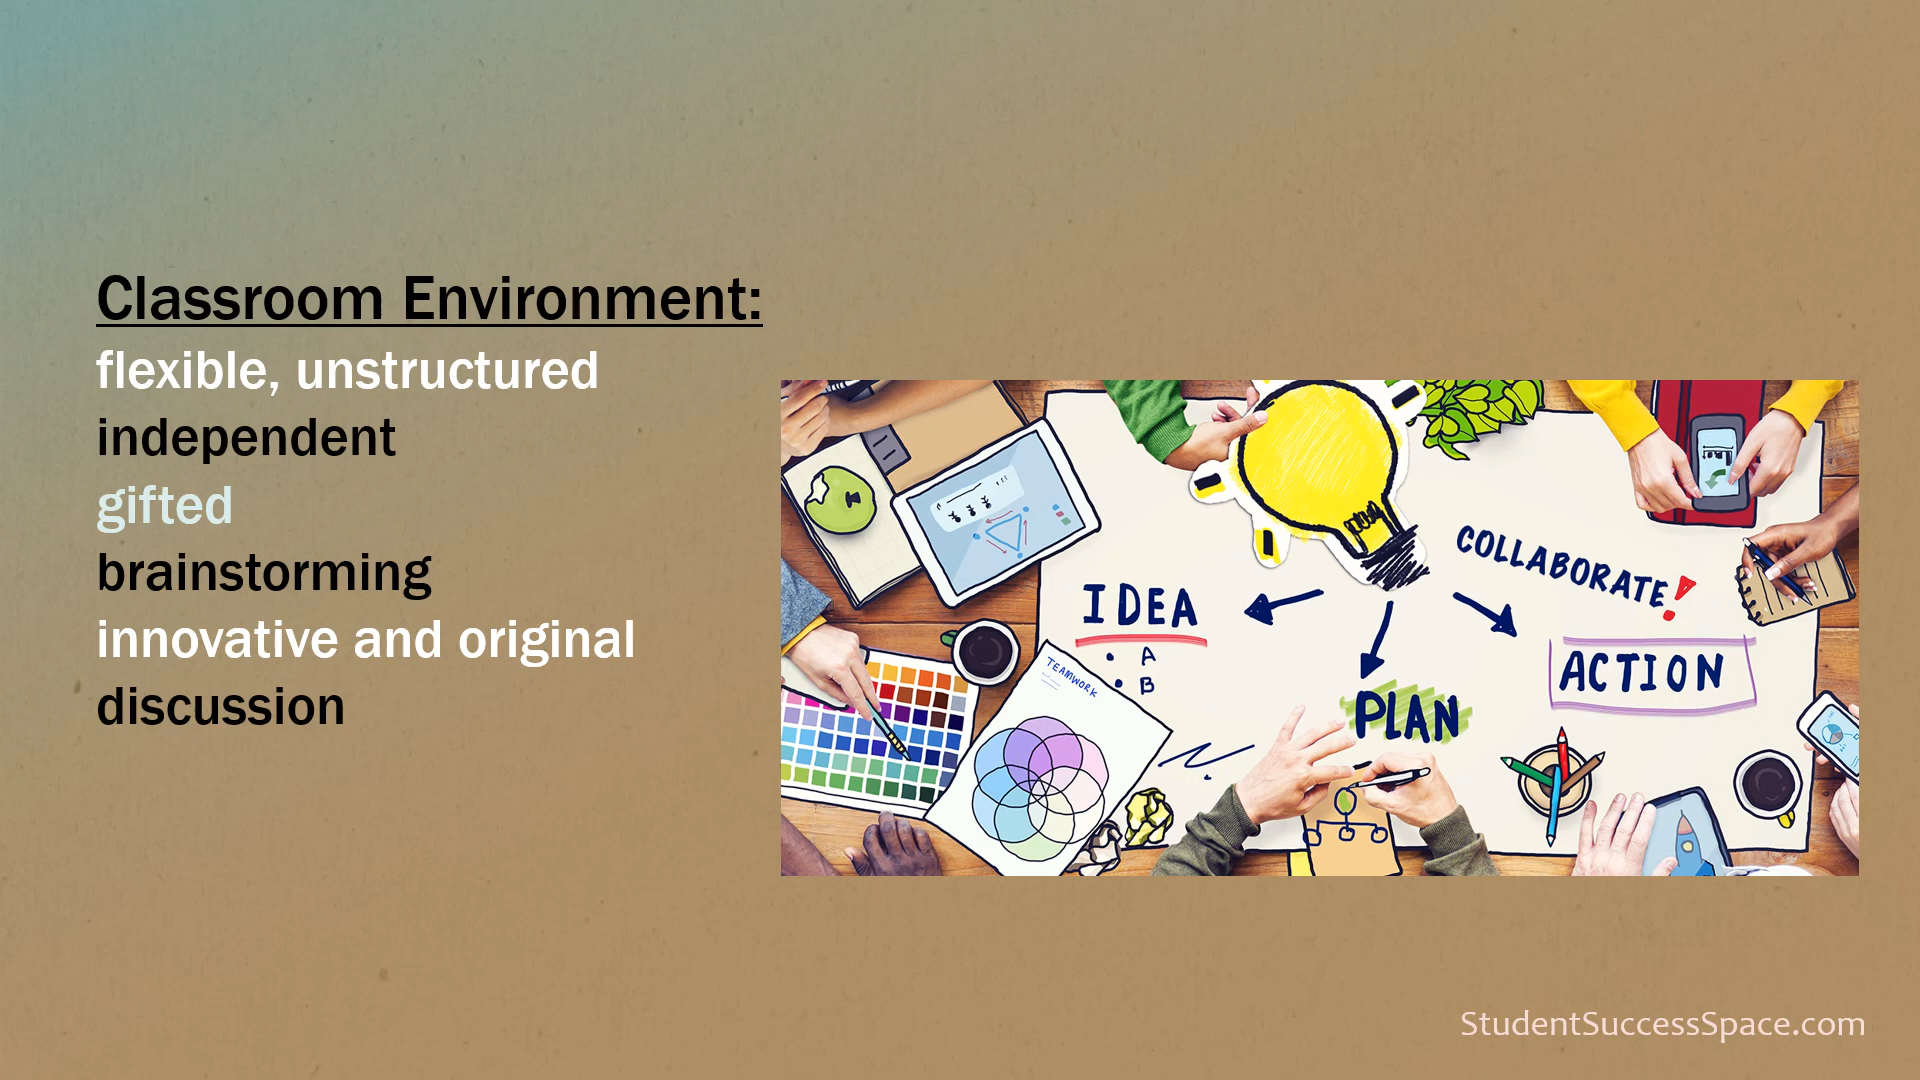 Classroom Environment:
flexible, unstructured
independent
gifted
brainstorming
innovative and original
discussion
COLLABORATE!
IDEA
• A
• B
ACTION
TEAMWORK
PLAN
StudentSuccessSpace.com